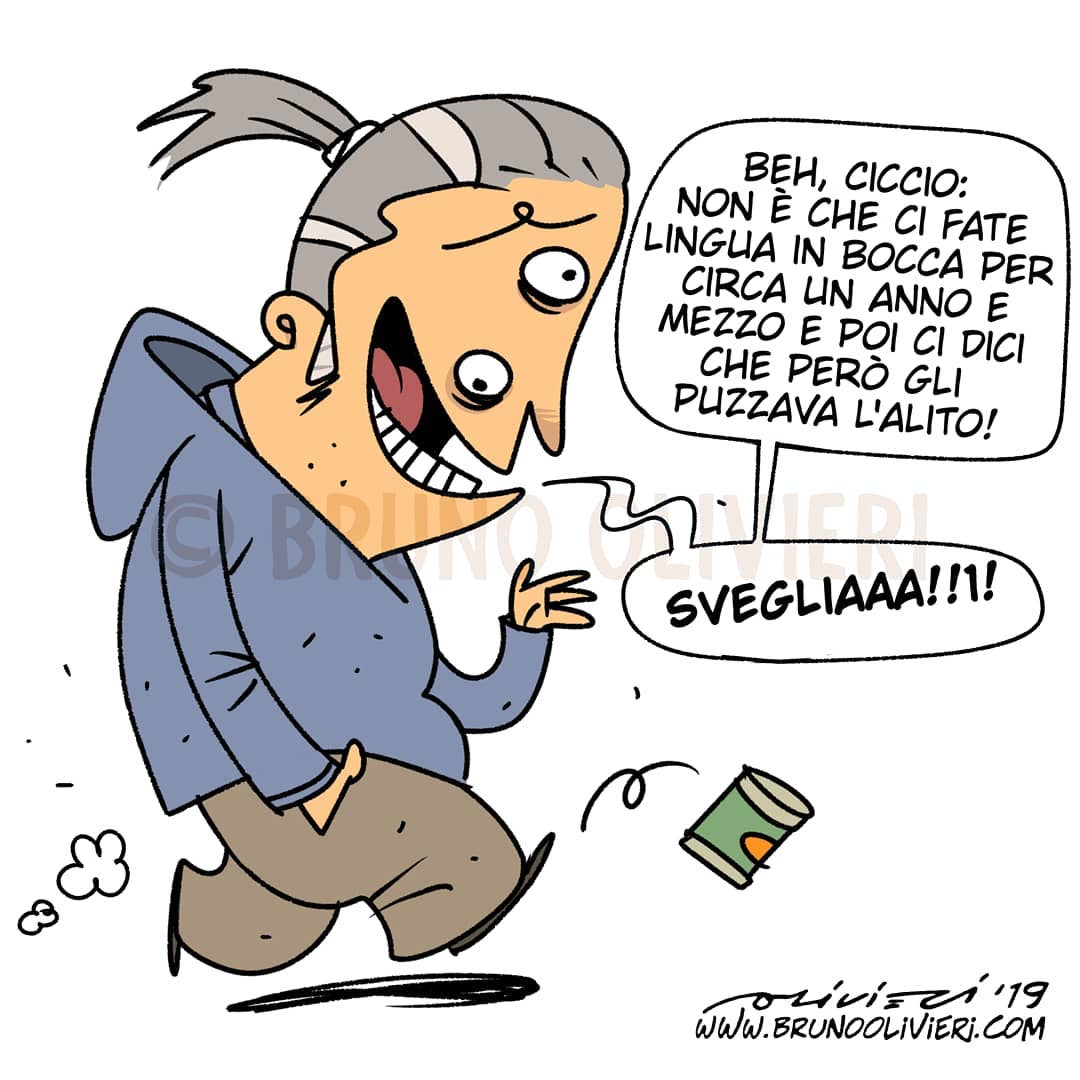 BEH, CICCIO:
NON È CHE CI FATE
LINGUA IN BOCCA PER
CIRCA UN ANNO E
MEZZO E POI CI DICI
CHE PERÒ GLI
PUZZAVA L'ALITO!
© BRUNO OLIVIERI
SVEGLIAAA!!1!
OLIVIERI '19
WWW.BRUNOOLIVIERI.COM